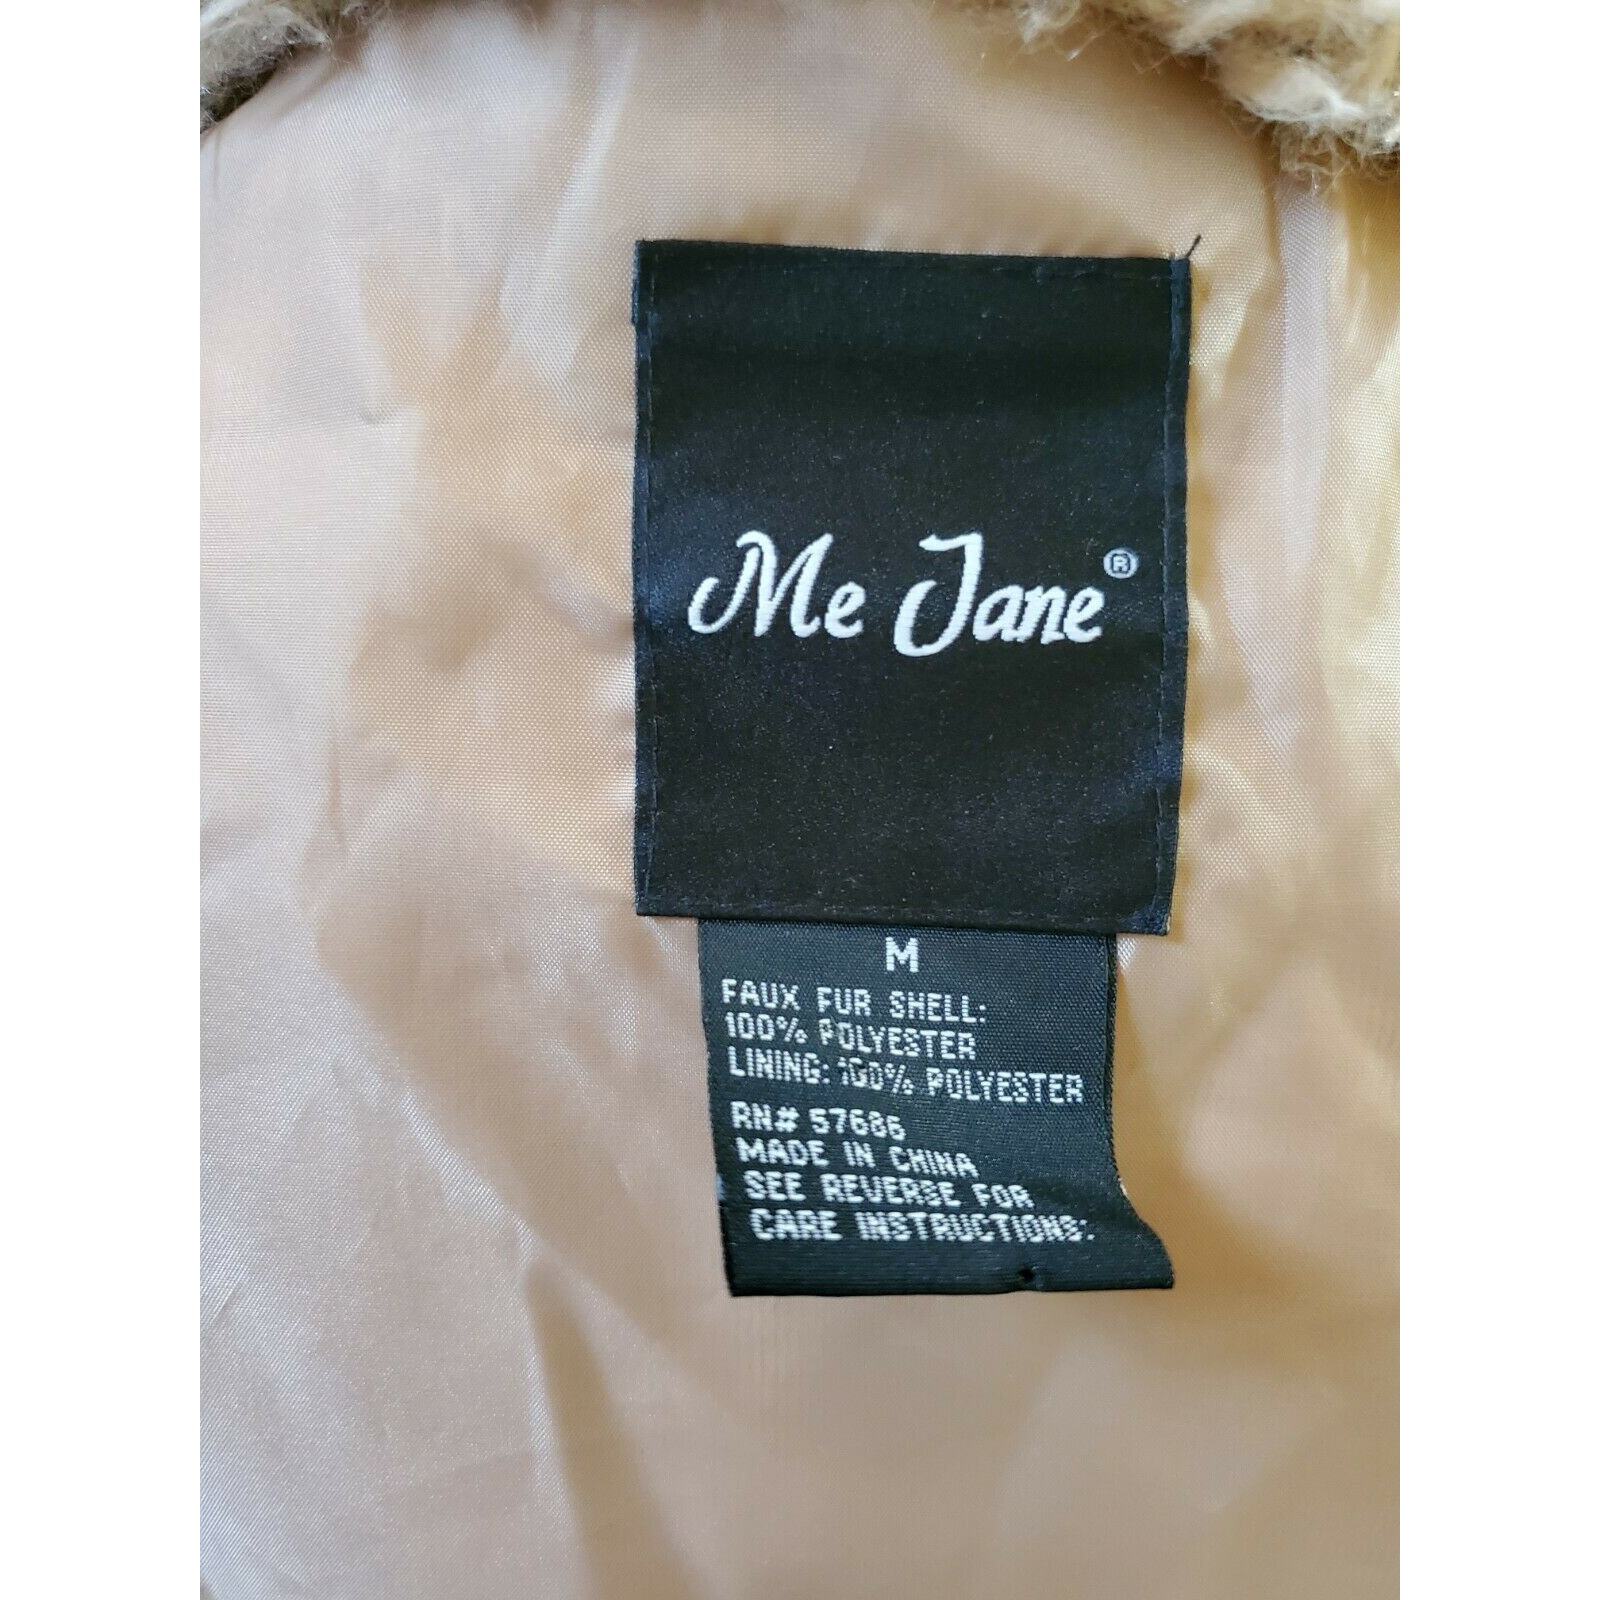 Me Jane®
M
FAUX FUR SHELL:
100% POLYESTER
LINING: 100% POLYESTER
RN# 57686
MADE IN CHINA
SEE REVERSE FOR
CARE INSTRUCTIONS: